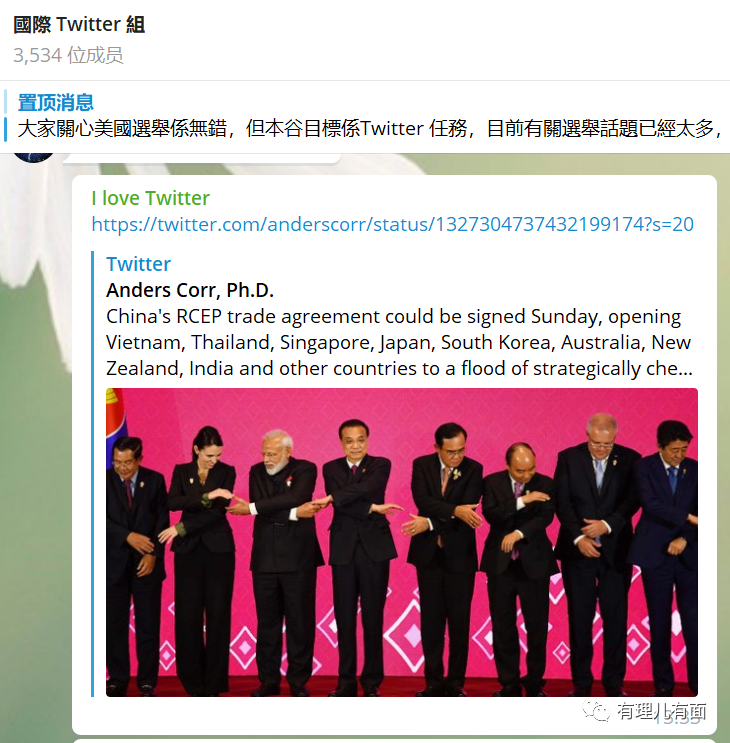 國際 Twitter 組
3,534 位成员
置顶消息
大家關心美國選舉係無錯，但本谷目標係Twitter 任務，目前有關選舉話題已經太多，
I love Twitter
https://twitter.com/anderscorr/status/1327304737432199174?s=20
Twitter
Anders Corr, Ph.D.
China's RCEP trade agreement could be signed Sunday, opening
Vietnam, Thailand, Singapore, Japan, South Korea, Australia, New
Zealand, India and other countries to a flood of strategically che...
有理儿有面